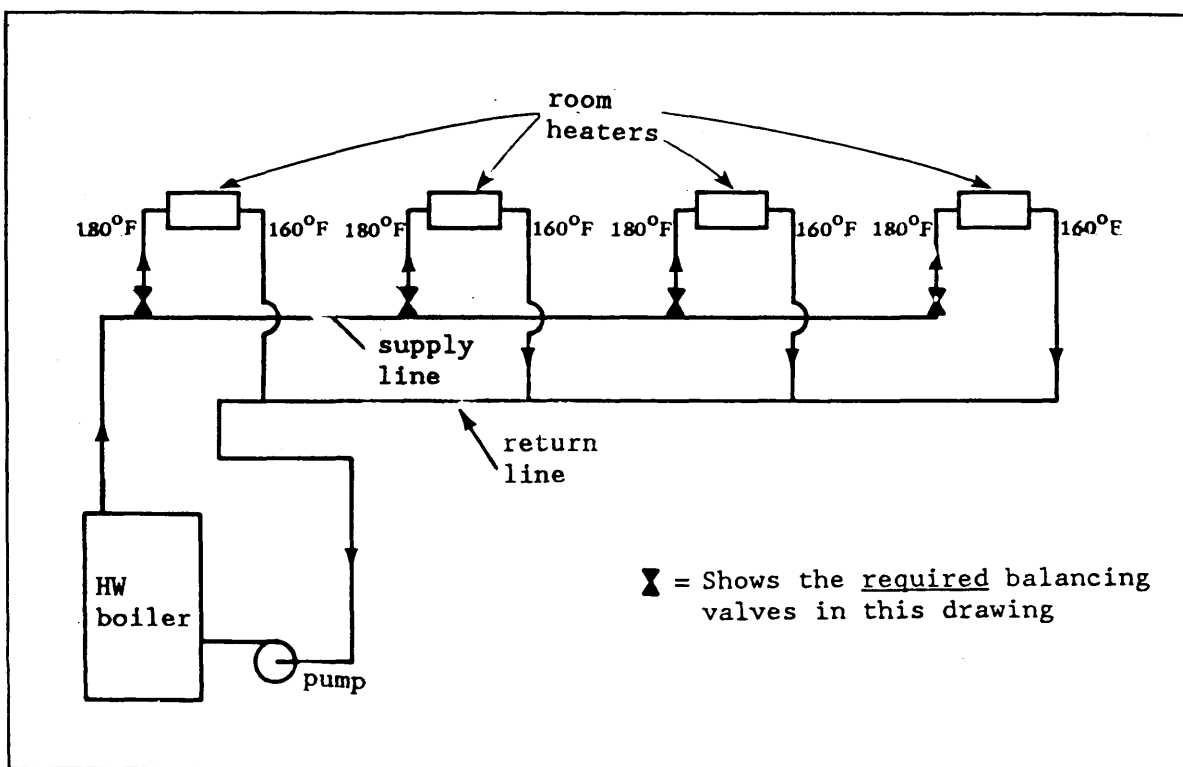 room
heaters
180°F 160°F 180°F 160°F 180°F 160°F 180°F 160°F
supply
line
return
line
HW
boiler
pump
= Shows the required balancing
valves in this drawing